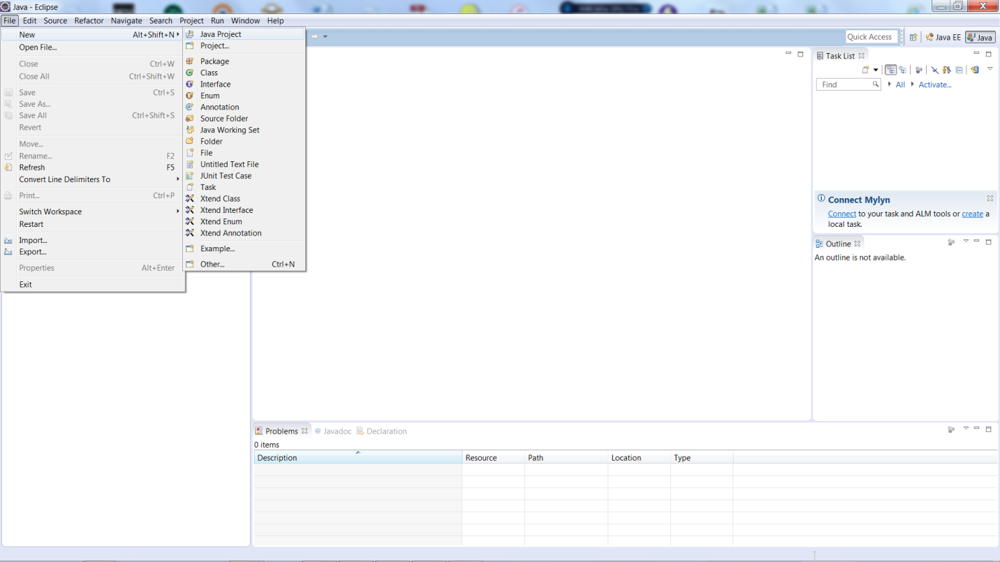 Java - Eclipse
File Edit Source Refactor Navigate Search Project Run Window Help
Quick Access Java EE Java
New Alt+Shift+N
Open File...
Close Ctrl+W
Close All Ctrl+Shift+W
Save Ctrl+S
Save As...
Save All Ctrl+Shift+S
Revert
Move...
Rename... F2
Refresh F5
Convert Line Delimiters To
Print... Ctrl+P
Switch Workspace
Restart
Import...
Export...
Properties Alt+Enter
Exit
Java Project
Project...
Package
Class
Interface
Enum
Annotation
Source Folder
Java Working Set
Folder
File
Untitled Text File
JUnit Test Case
Task
Xtend Class
Xtend Interface
Xtend Enum
Xtend Annotation
Example...
Other... Ctrl+N
Task List
Find All Activate...
Connect Mylyn
Connect to your task and ALM tools or create a
local task.
Outline
An outline is not available.
Problems Javadoc Declaration
0 items
Description Resource Path Location Type